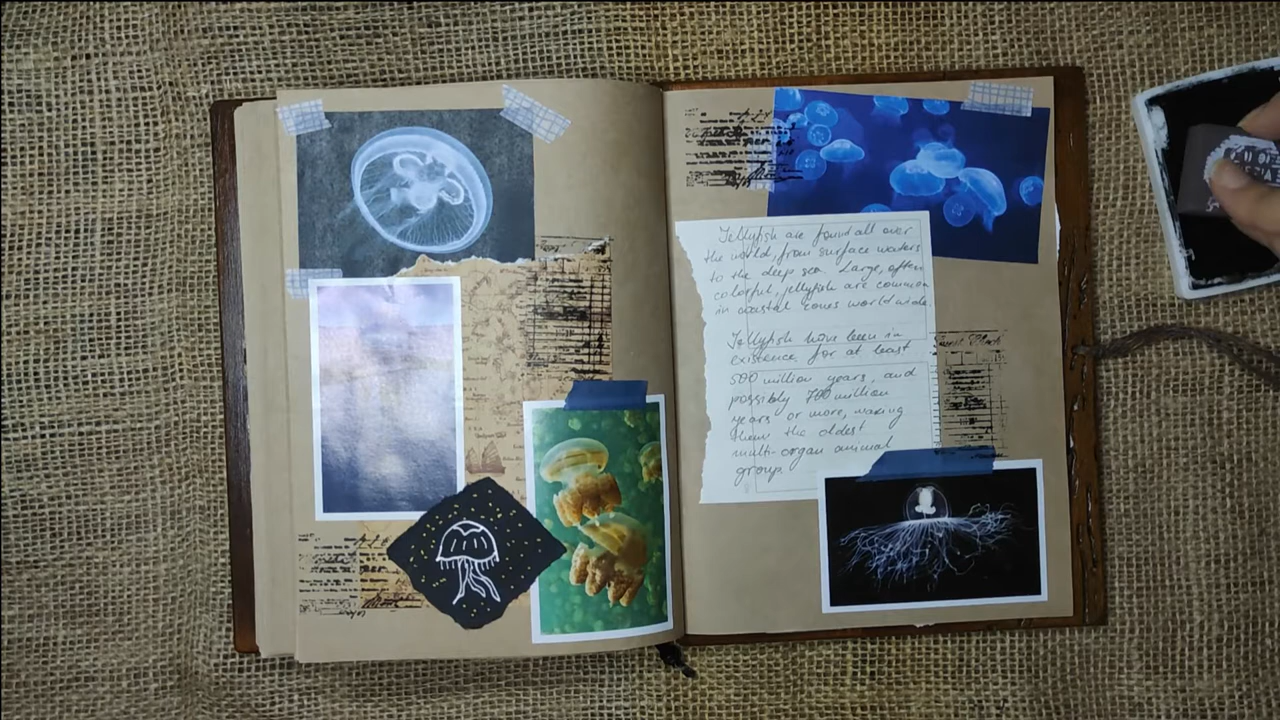 Jellyfish are found all over
the world, from surface waters
to the deep sea. Large, often
colorful, jellyfish are common
in coastal zones worldwide.
Jellyfish have been in
existence for at least
500 million years, and
possibly 700 million
years or more, making
them the oldest
multi-organ animal
group.